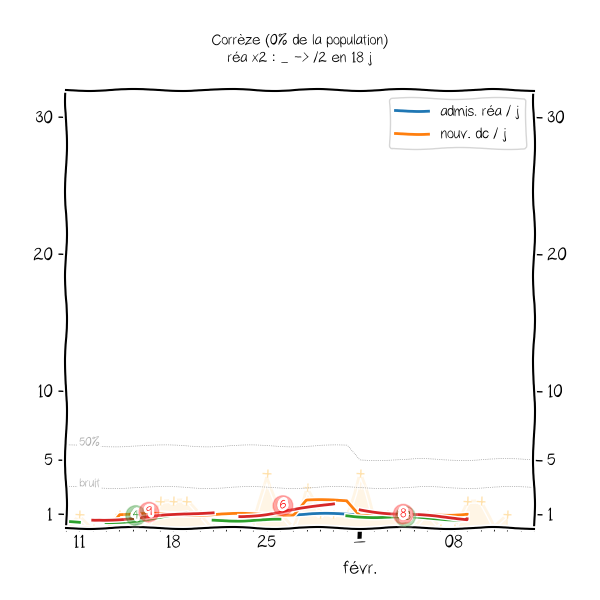 Corrèze (0% de la population)
réa x2 : _ -> /2 en 18 j
admis. réa / j
nouv. dc / j
30 30
20 20
10 10
50%
5 5
bruit
4 9 6 8
1 1
11 18 25 1 08
févr.